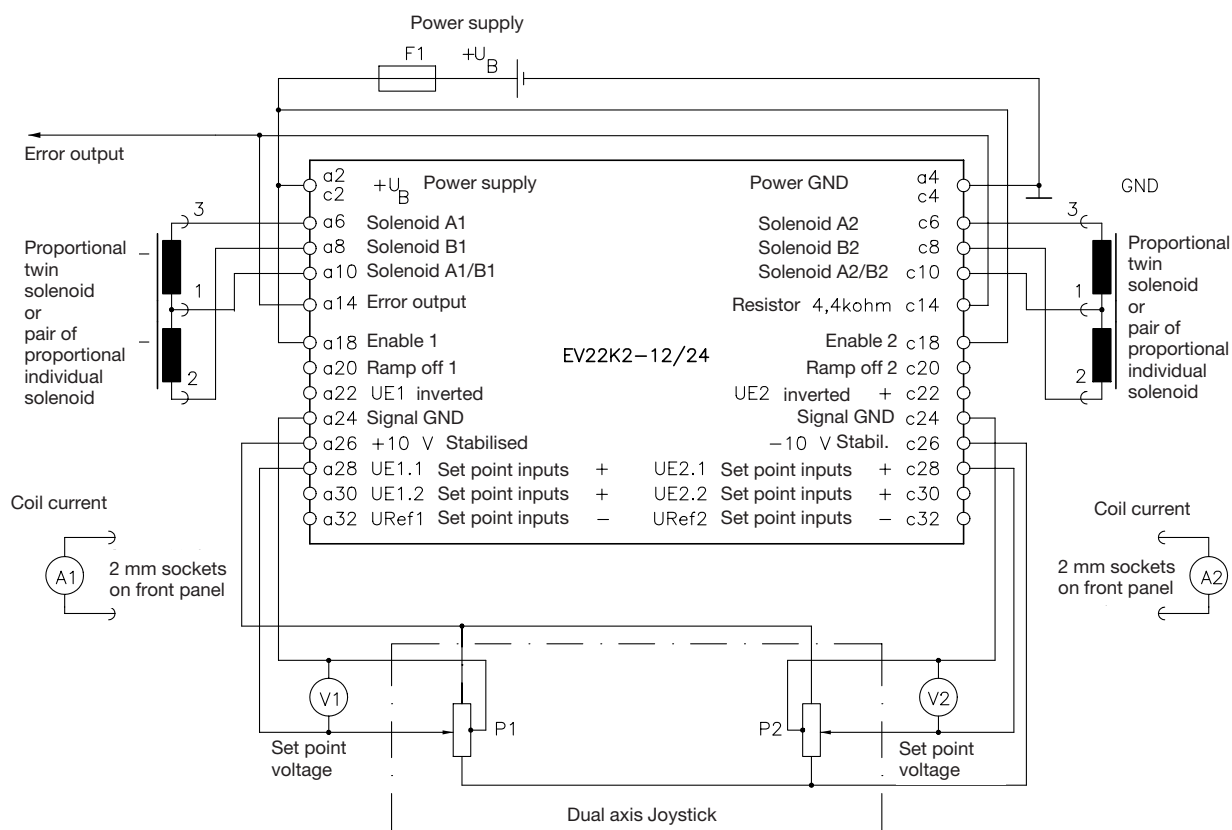 Power supply
F1 +UB
Error output
a2
c2 +UB Power supply
Power GND a4
c4
GND
3
a6 Solenoid A1
Solenoid A2 c6
3
a8 Solenoid B1
Solenoid B2 c8
1
a10 Solenoid A1/B1
Solenoid A2/B2 c10
1
a14 Error output
Resistor 4,4kohm c14
Proportional
twin
solenoid
or
pair of
proportional
individual
solenoid
2
a18 Enable 1
EV22K2-12/24
Enable 2 c18
2
Proportional
twin
solenoid
or
pair of
proportional
individual
solenoid
a20 Ramp off 1
Ramp off 2 c20
a22 UE1 inverted
UE2 inverted + c22
a24 Signal GND
Signal GND c24
a26 +10 V Stabilised
-10 V Stabil. c26
a28 UE1.1 Set point inputs +
UE2.1 Set point inputs + c28
a30 UE1.2 Set point inputs +
UE2.2 Set point inputs + c30
a32 URef1 Set point inputs −
URef2 Set point inputs − c32
Coil current
A1
2 mm sockets
on front panel
Coil current
2 mm sockets
on front panel
A2
V1
P1
P2
V2
Set point
voltage
Set point
voltage
Dual axis Joystick